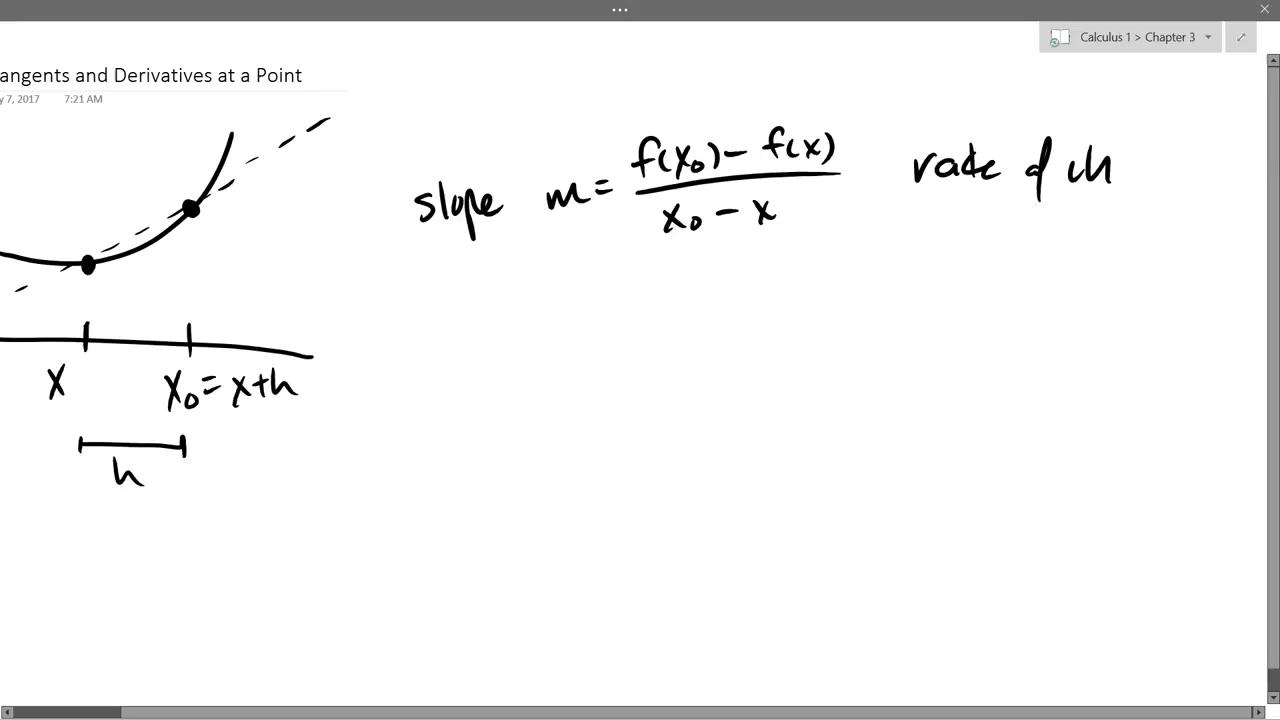 Calculus 1 > Chapter 3
angents and Derivatives at a Point
y 7, 2017 7:21 AM
slope m = f(x₀) - f(x) / x₀ - x rate of ch
x x₀ = x+h
h